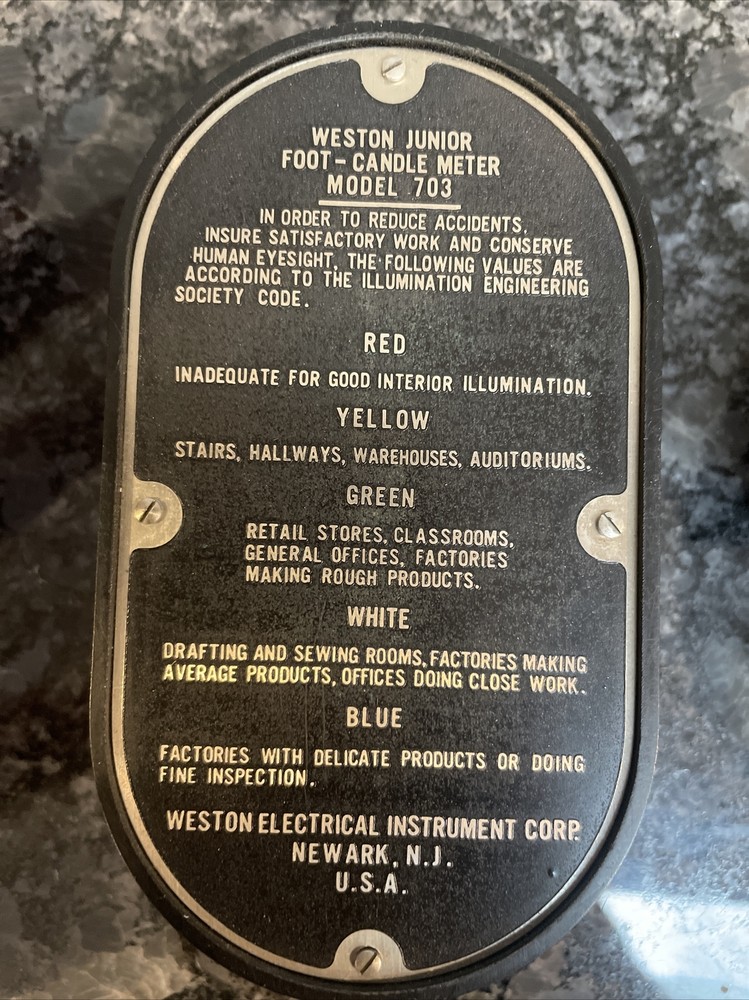 WESTON JUNIOR
FOOT-CANDLE METER
MODEL 703
IN ORDER TO REDUCE ACCIDENTS,
INSURE SATISFACTORY WORK AND CONSERVE
HUMAN EYESIGHT, THE FOLLOWING VALUES ARE
ACCORDING TO THE ILLUMINATION ENGINEERING
SOCIETY CODE.
RED
INADEQUATE FOR GOOD INTERIOR ILLUMINATION.
YELLOW
STAIRS, HALLWAYS, WAREHOUSES, AUDITORIUMS.
GREEN
RETAIL STORES, CLASSROOMS,
GENERAL OFFICES, FACTORIES
MAKING ROUGH PRODUCTS.
WHITE
DRAFTING AND SEWING ROOMS, FACTORIES MAKING
AVERAGE PRODUCTS, OFFICES DOING CLOSE WORK.
BLUE
FACTORIES WITH DELICATE PRODUCTS OR DOING
FINE INSPECTION.
WESTON ELECTRICAL INSTRUMENT CORP.
NEWARK, N.J.
U.S.A.